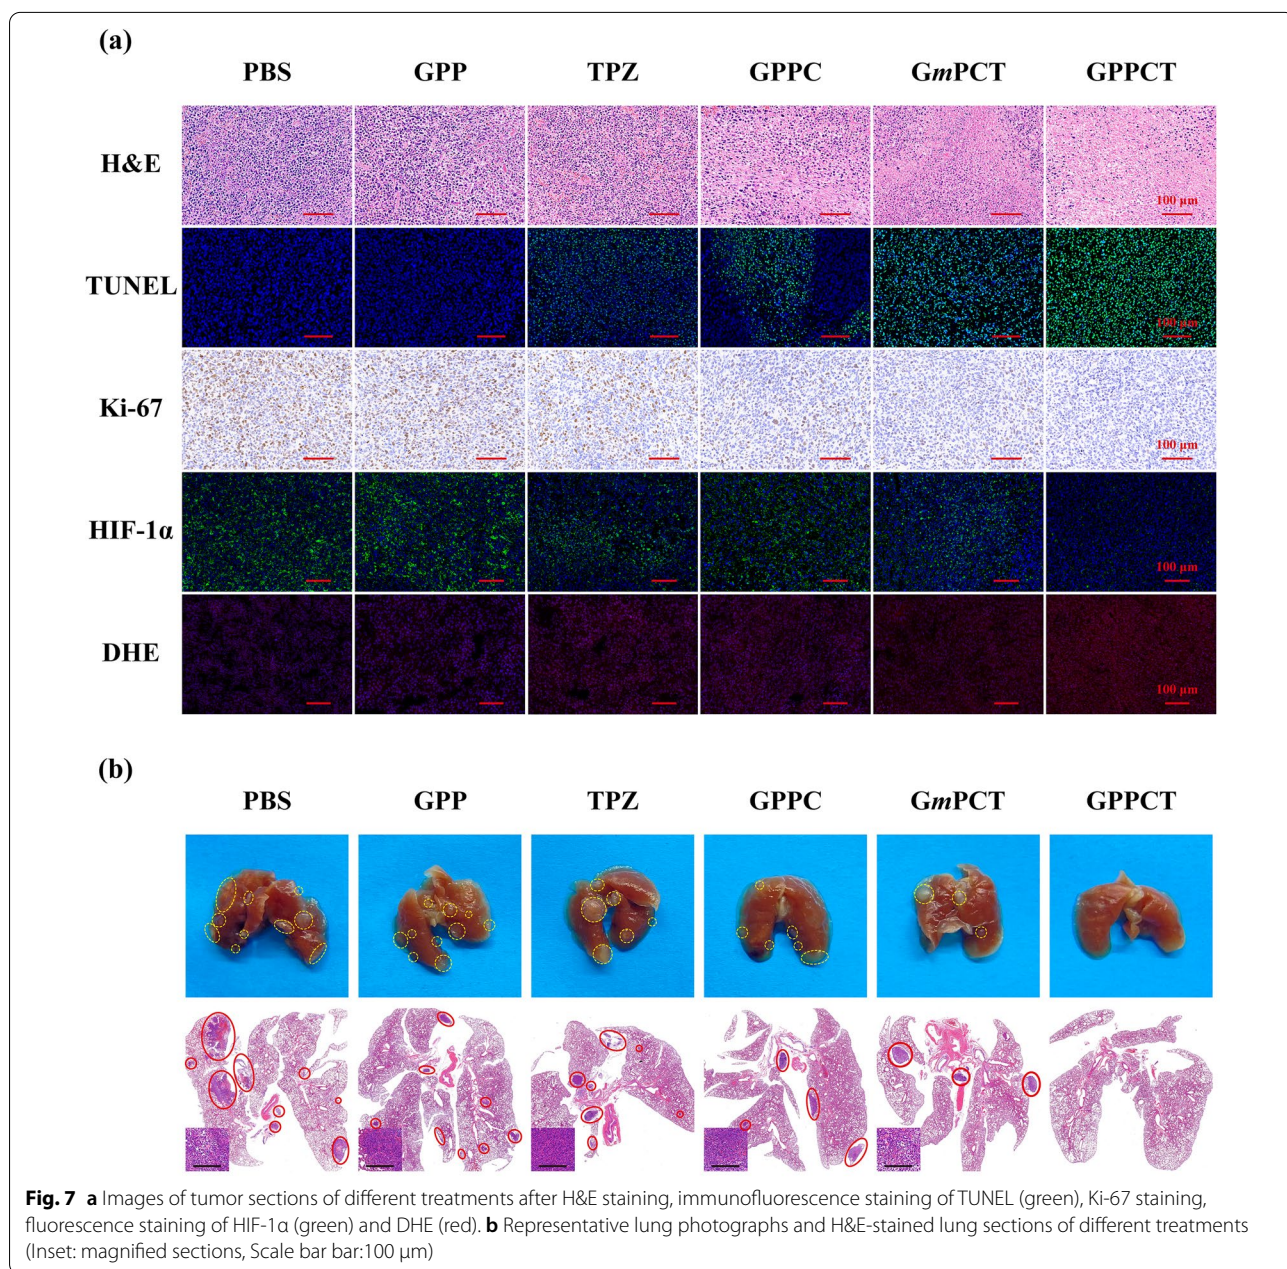 (a)
PBS GPP TPZ GPPC GmPCT GPPCT
H&E
100 μm
TUNEL
100 μm
Ki-67
100 μm
HIF-1α
100 μm
DHE
100 μm
(b)
PBS GPP TPZ GPPC GmPCT GPPCT
Fig. 7 a Images of tumor sections of different treatments after H&E staining, immunofluorescence staining of TUNEL (green), Ki-67 staining,
fluorescence staining of HIF-1α (green) and DHE (red). b Representative lung photographs and H&E-stained lung sections of different treatments
(Inset: magnified sections, Scale bar bar:100 μm)